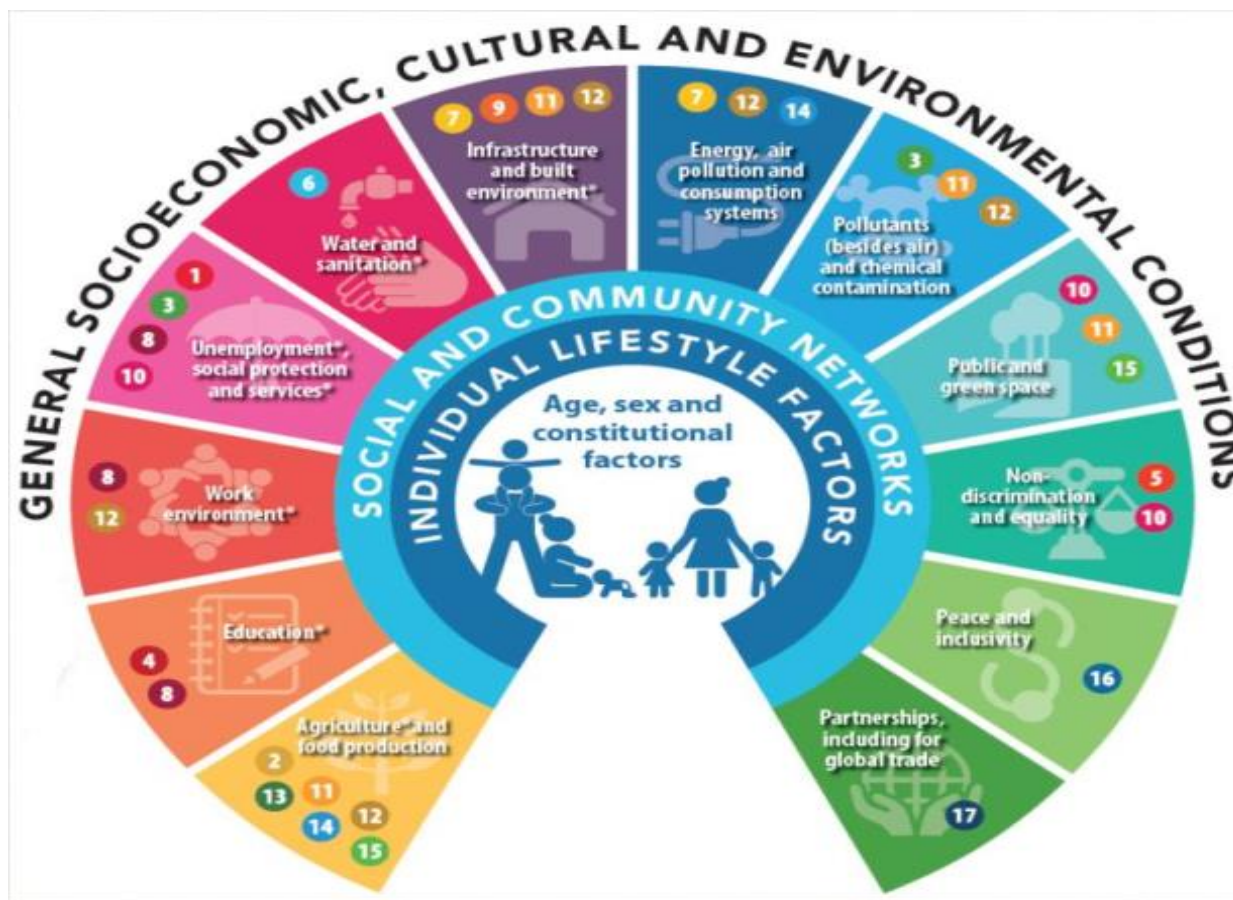 GENERAL SOCIOECONOMIC, CULTURAL AND ENVIRONMENTAL CONDITIONS
SOCIAL AND COMMUNITY NETWORKS
INDIVIDUAL LIFESTYLE FACTORS
Age, sex and
constitutional
factors
Agriculture* and
food production
2
13
11
14
12
15
Education*
4
8
Work
environment*
8
12
Unemployment*,
social protection
and services*
1
3
8
10
Water and
sanitation*
6
7 9 11 12
Infrastructure
and built
environment*
7 12 14
Energy, air
pollution and
consumption
systems
3
11
12
Pollutants
(besides air)
and chemical
contamination
10
11
15
Public and
green space
Non-
discrimination
and equality
5
10
Peace and
inclusivity
16
Partnerships,
including for
global trade
17